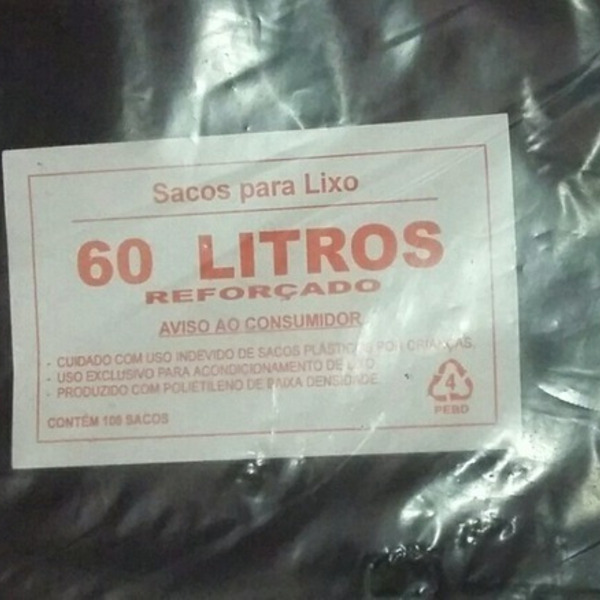 Sacos para Lixo
60 LITROS
REFORÇADO
AVISO AO CONSUMIDOR
- CUIDADO COM USO INDEVIDO DE SACOS PLÁSTICOS POR CRIANÇAS.
- USO EXCLUSIVO PARA ACONDICIONAMENTO DE LIXO
- PRODUZIDO COM POLIETILENO DE BAIXA DENSIDADE
4
PEBD
CONTÉM 100 SACOS